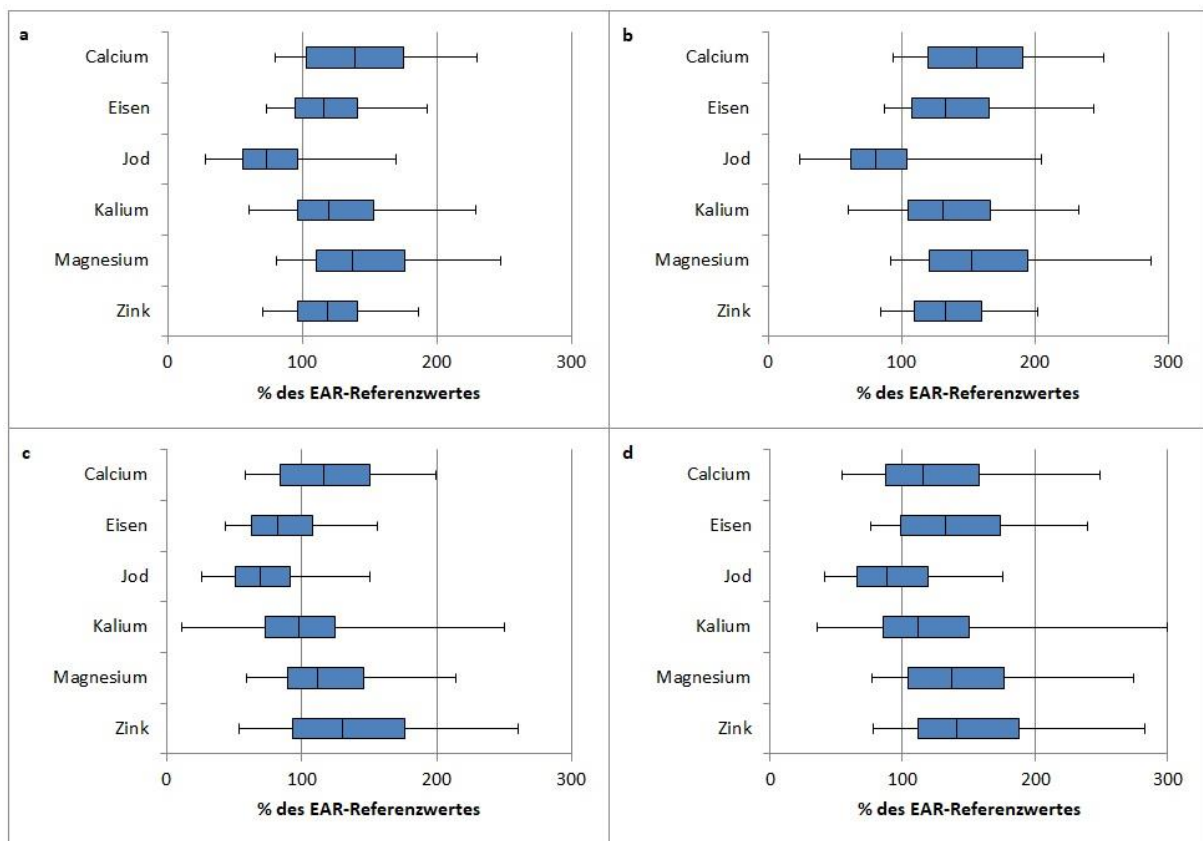 a
Calcium
Eisen
Jod
Kalium
Magnesium
Zink
0 100 200 300
% des EAR-Referenzwertes
b
Calcium
Eisen
Jod
Kalium
Magnesium
Zink
0 100 200 300
% des EAR-Referenzwertes
c
Calcium
Eisen
Jod
Kalium
Magnesium
Zink
0 100 200 300
% des EAR-Referenzwertes
d
Calcium
Eisen
Jod
Kalium
Magnesium
Zink
0 100 200 300
% des EAR-Referenzwertes